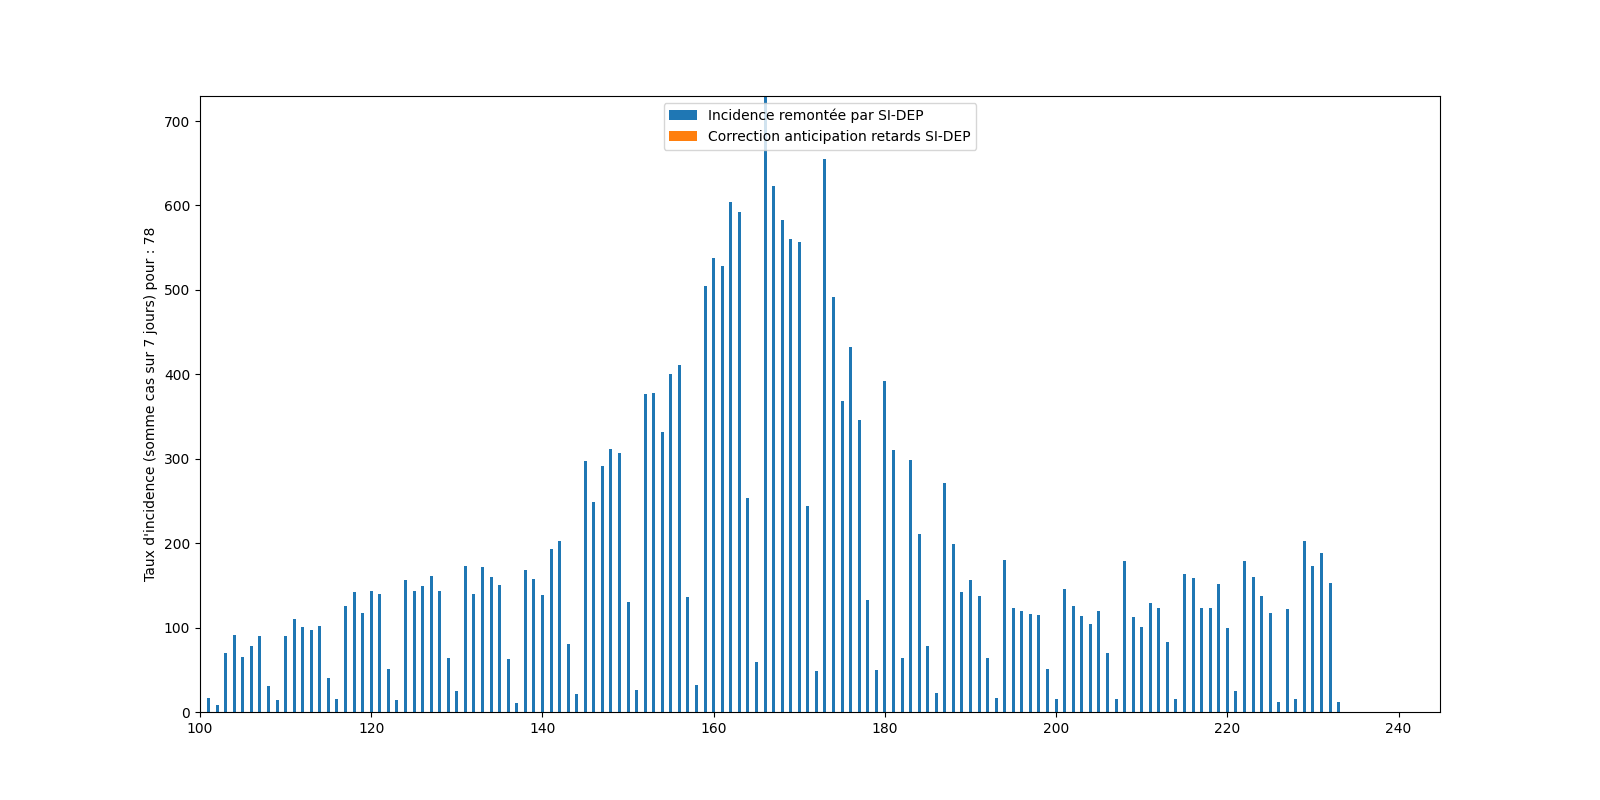 Incidence remontée par SI-DEP
Correction anticipation retards SI-DEP
Taux d'incidence (somme cas sur 7 jours) pour : 78
700
600
500
400
300
200
100
0
100 120 140 160 180 200 220 240